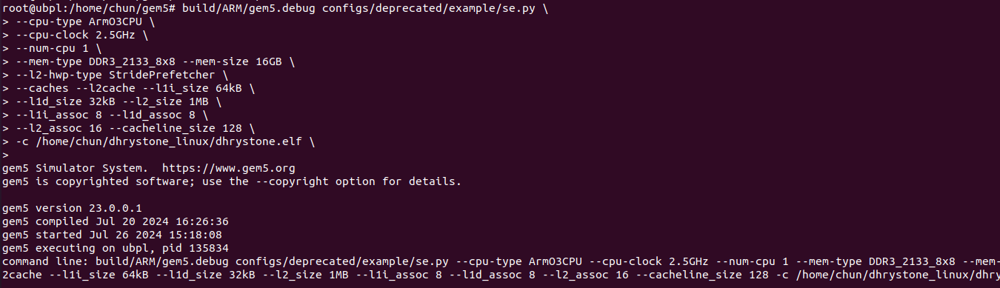 root@ubpl:/home/chun/gem5# build/ARM/gem5.debug configs/deprecated/example/se.py \
> --cpu-type ArmO3CPU \
> --cpu-clock 2.5GHz \
> --num-cpu 1 \
> --mem-type DDR3_2133_8x8 --mem-size 16GB \
> --l2-hwp-type StridePrefetcher \
> --caches --l2cache --l1i_size 64kB \
> --l1d_size 32kB --l2_size 1MB \
> --l1i_assoc 8 --l1d_assoc 8 \
> --l2_assoc 16 --cacheline_size 128 \
> -c /home/chun/dhrystone_linux/dhrystone.elf \
>
gem5 Simulator System.  https://www.gem5.org
gem5 is copyrighted software; use the --copyright option for details.
gem5 version 23.0.0.1
gem5 compiled Jul 20 2024 16:26:36
gem5 started Jul 26 2024 15:18:08
gem5 executing on ubpl, pid 135834
command line: build/ARM/gem5.debug configs/deprecated/example/se.py --cpu-type ArmO3CPU --cpu-clock 2.5GHz --num-cpu 1 --mem-type DDR3_2133_8x8 --mem-
2cache --l1i_size 64kB --l1d_size 32kB --l2_size 1MB --l1i_assoc 8 --l1d_assoc 8 --l2_assoc 16 --cacheline_size 128 -c /home/chun/dhrystone_linux/dhry